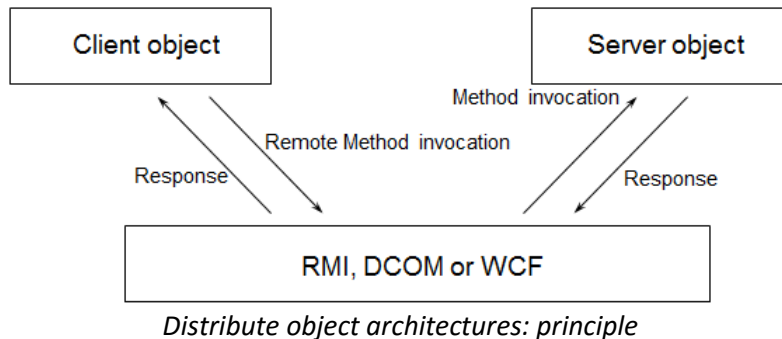 Client object
Server object
Method invocation
Remote Method invocation
Response
Response
RMI, DCOM or WCF
Distribute object architectures: principle